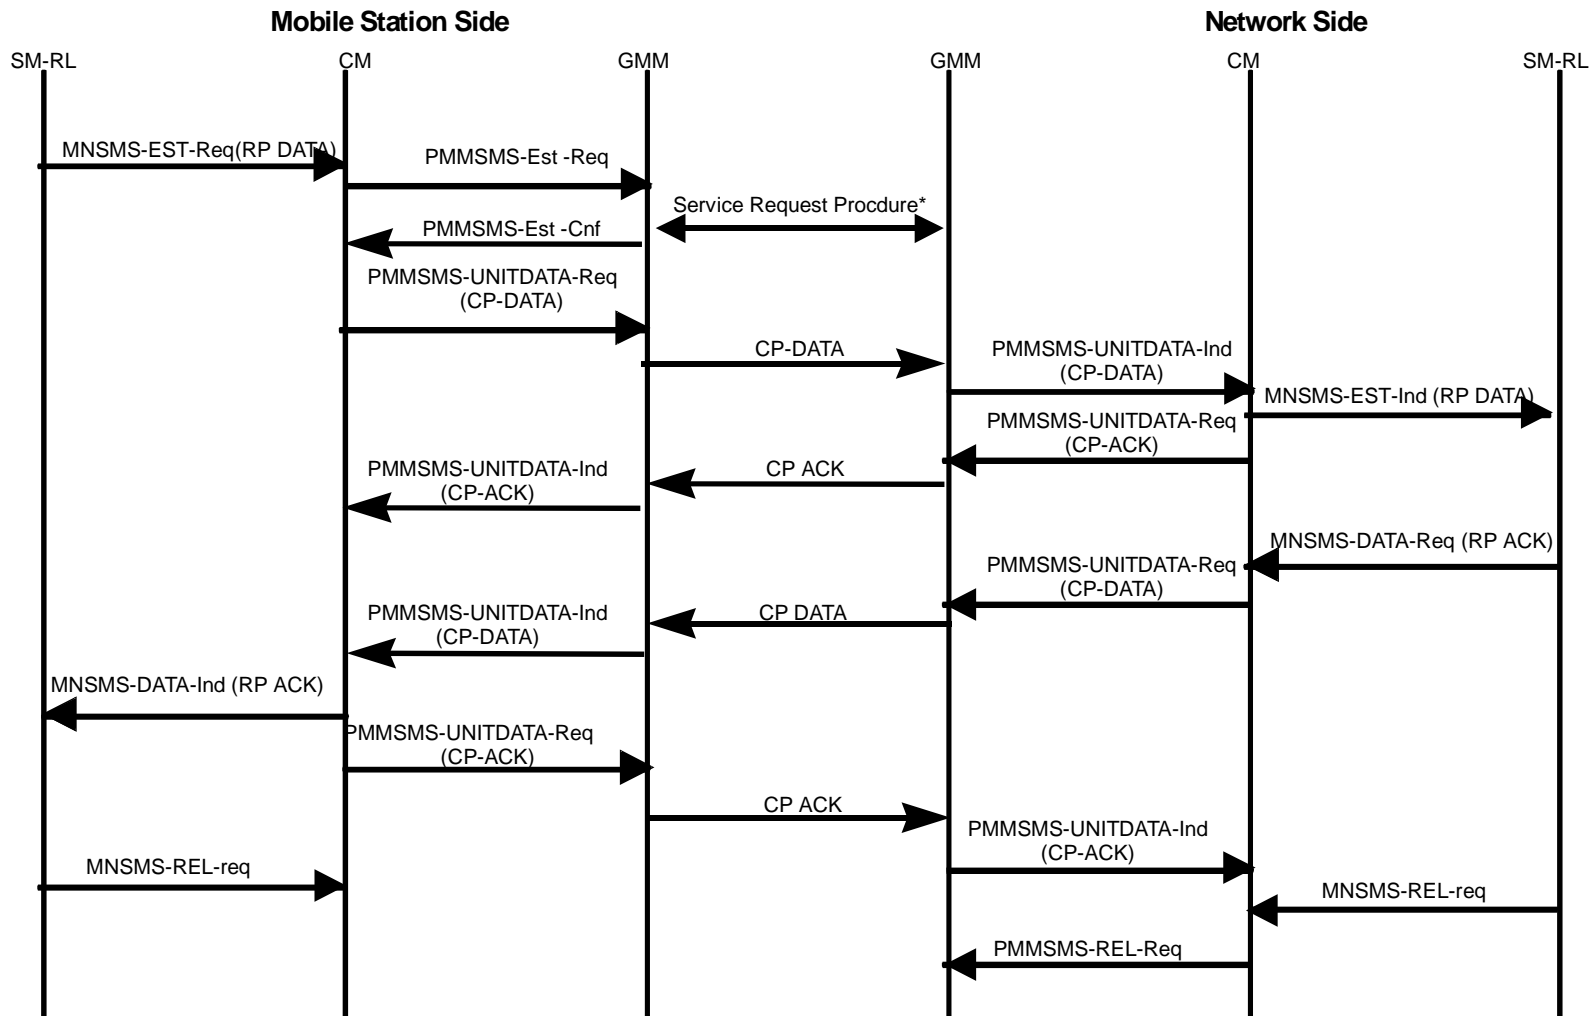 Mobile Station Side
Network Side
SM-RL
CM
GMM
GMM
CM
SM-RL
MNSMS-EST-Req(RP DATA)
PMMSMS-Est -Req
Service Request Procdure*
PMMSMS-Est -Cnf
PMMSMS-UNITDATA-Req
(CP-DATA)
CP-DATA
PMMSMS-UNITDATA-Ind
(CP-DATA)
MNSMS-EST-Ind (RP DATA)
PMMSMS-UNITDATA-Req
(CP-ACK)
CP ACK
PMMSMS-UNITDATA-Ind
(CP-ACK)
MNSMS-DATA-Req (RP ACK)
PMMSMS-UNITDATA-Req
(CP-DATA)
CP DATA
PMMSMS-UNITDATA-Ind
(CP-DATA)
MNSMS-DATA-Ind (RP ACK)
PMMSMS-UNITDATA-Req
(CP-ACK)
CP ACK
PMMSMS-UNITDATA-Ind
(CP-ACK)
MNSMS-REL-req
MNSMS-REL-req
PMMSMS-REL-Req